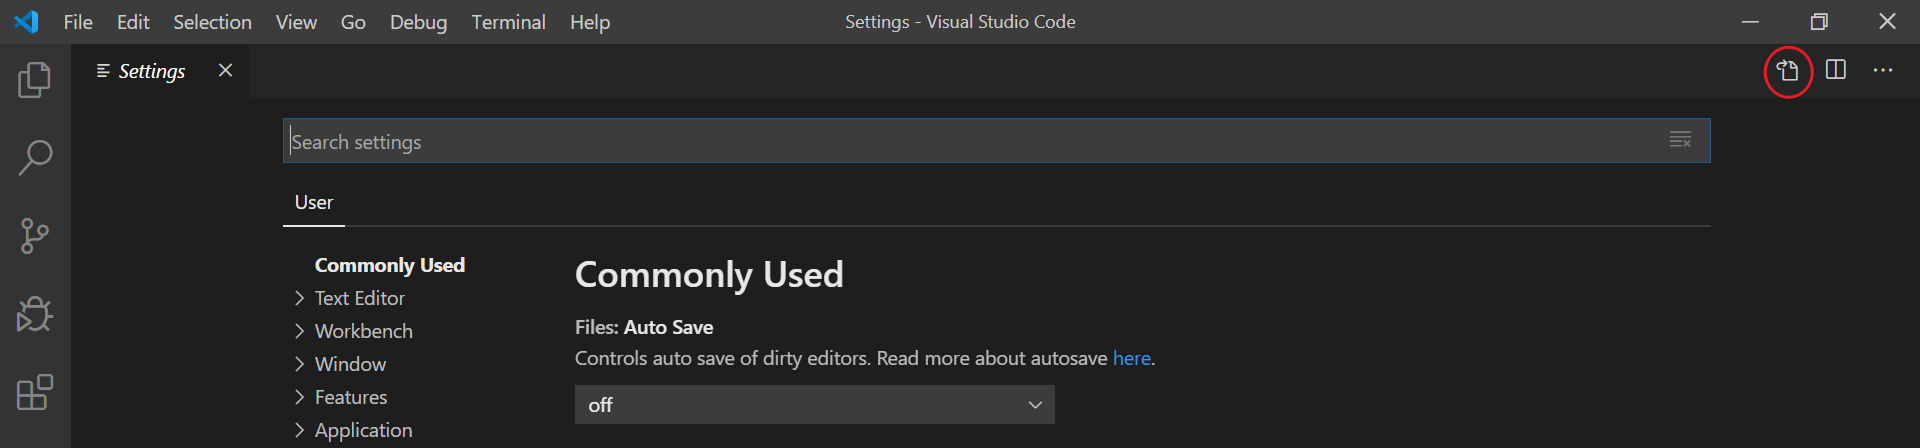 File Edit Selection View Go Debug Terminal Help Settings - Visual Studio Code
Settings
Search settings
User
Commonly Used
Text Editor
Workbench
Window
Features
Application
Commonly Used
Files: Auto Save
Controls auto save of dirty editors. Read more about autosave here.
off